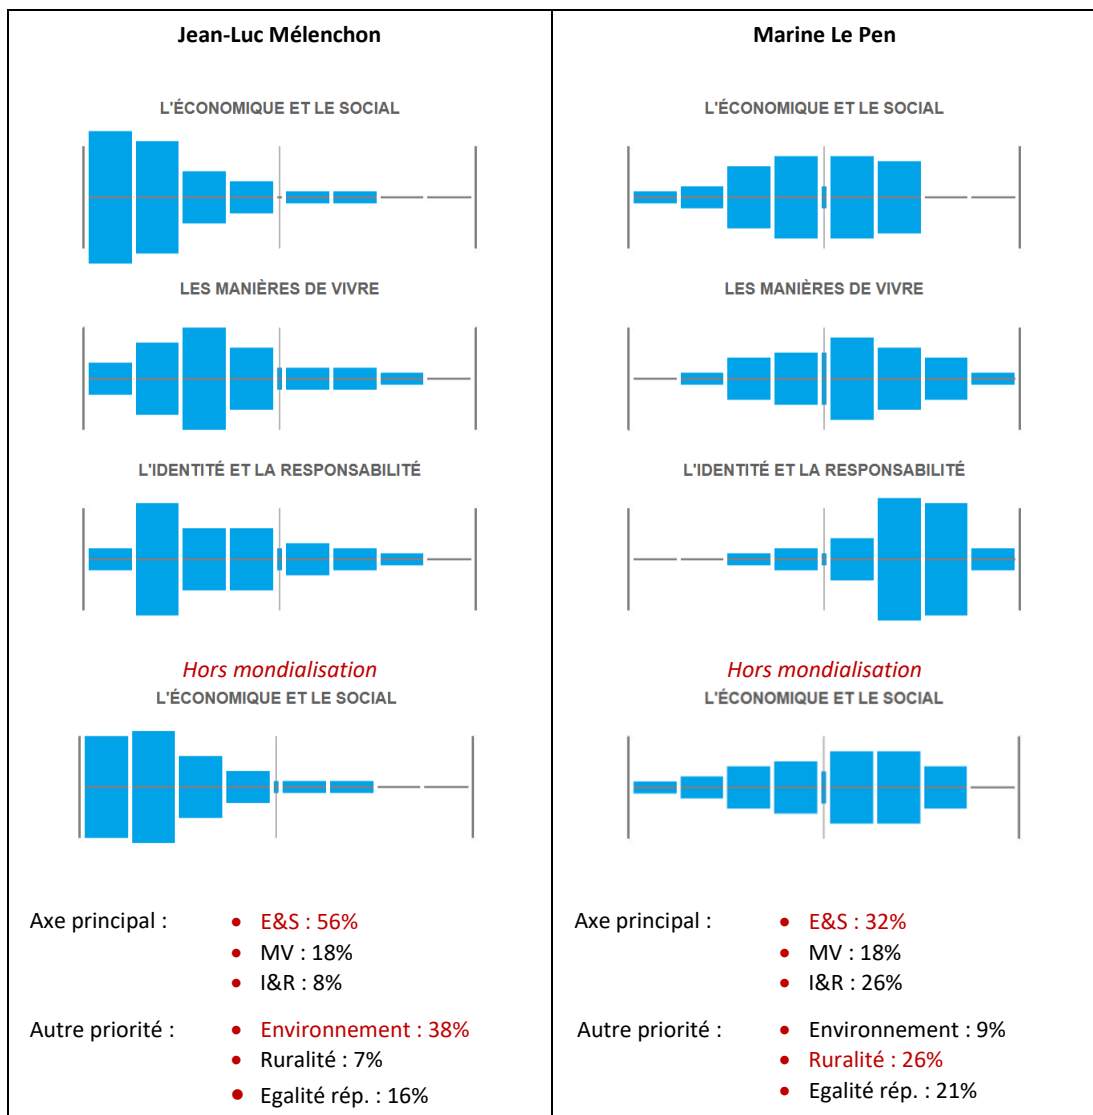 Jean-Luc Mélenchon
L'ÉCONOMIQUE ET LE SOCIAL
LES MANIÈRES DE VIVRE
L'IDENTITÉ ET LA RESPONSABILITÉ
Hors mondialisation
L'ÉCONOMIQUE ET LE SOCIAL
Axe principal :
• E&S : 56%
• MV : 18%
• I&R : 8%
Autre priorité :
• Environnement : 38%
• Ruralité : 7%
• Egalité rép. : 16%
Marine Le Pen
L'ÉCONOMIQUE ET LE SOCIAL
LES MANIÈRES DE VIVRE
L'IDENTITÉ ET LA RESPONSABILITÉ
Hors mondialisation
L'ÉCONOMIQUE ET LE SOCIAL
Axe principal :
• E&S : 32%
• MV : 18%
• I&R : 26%
Autre priorité :
• Environnement : 9%
• Ruralité : 26%
• Egalité rép. : 21%